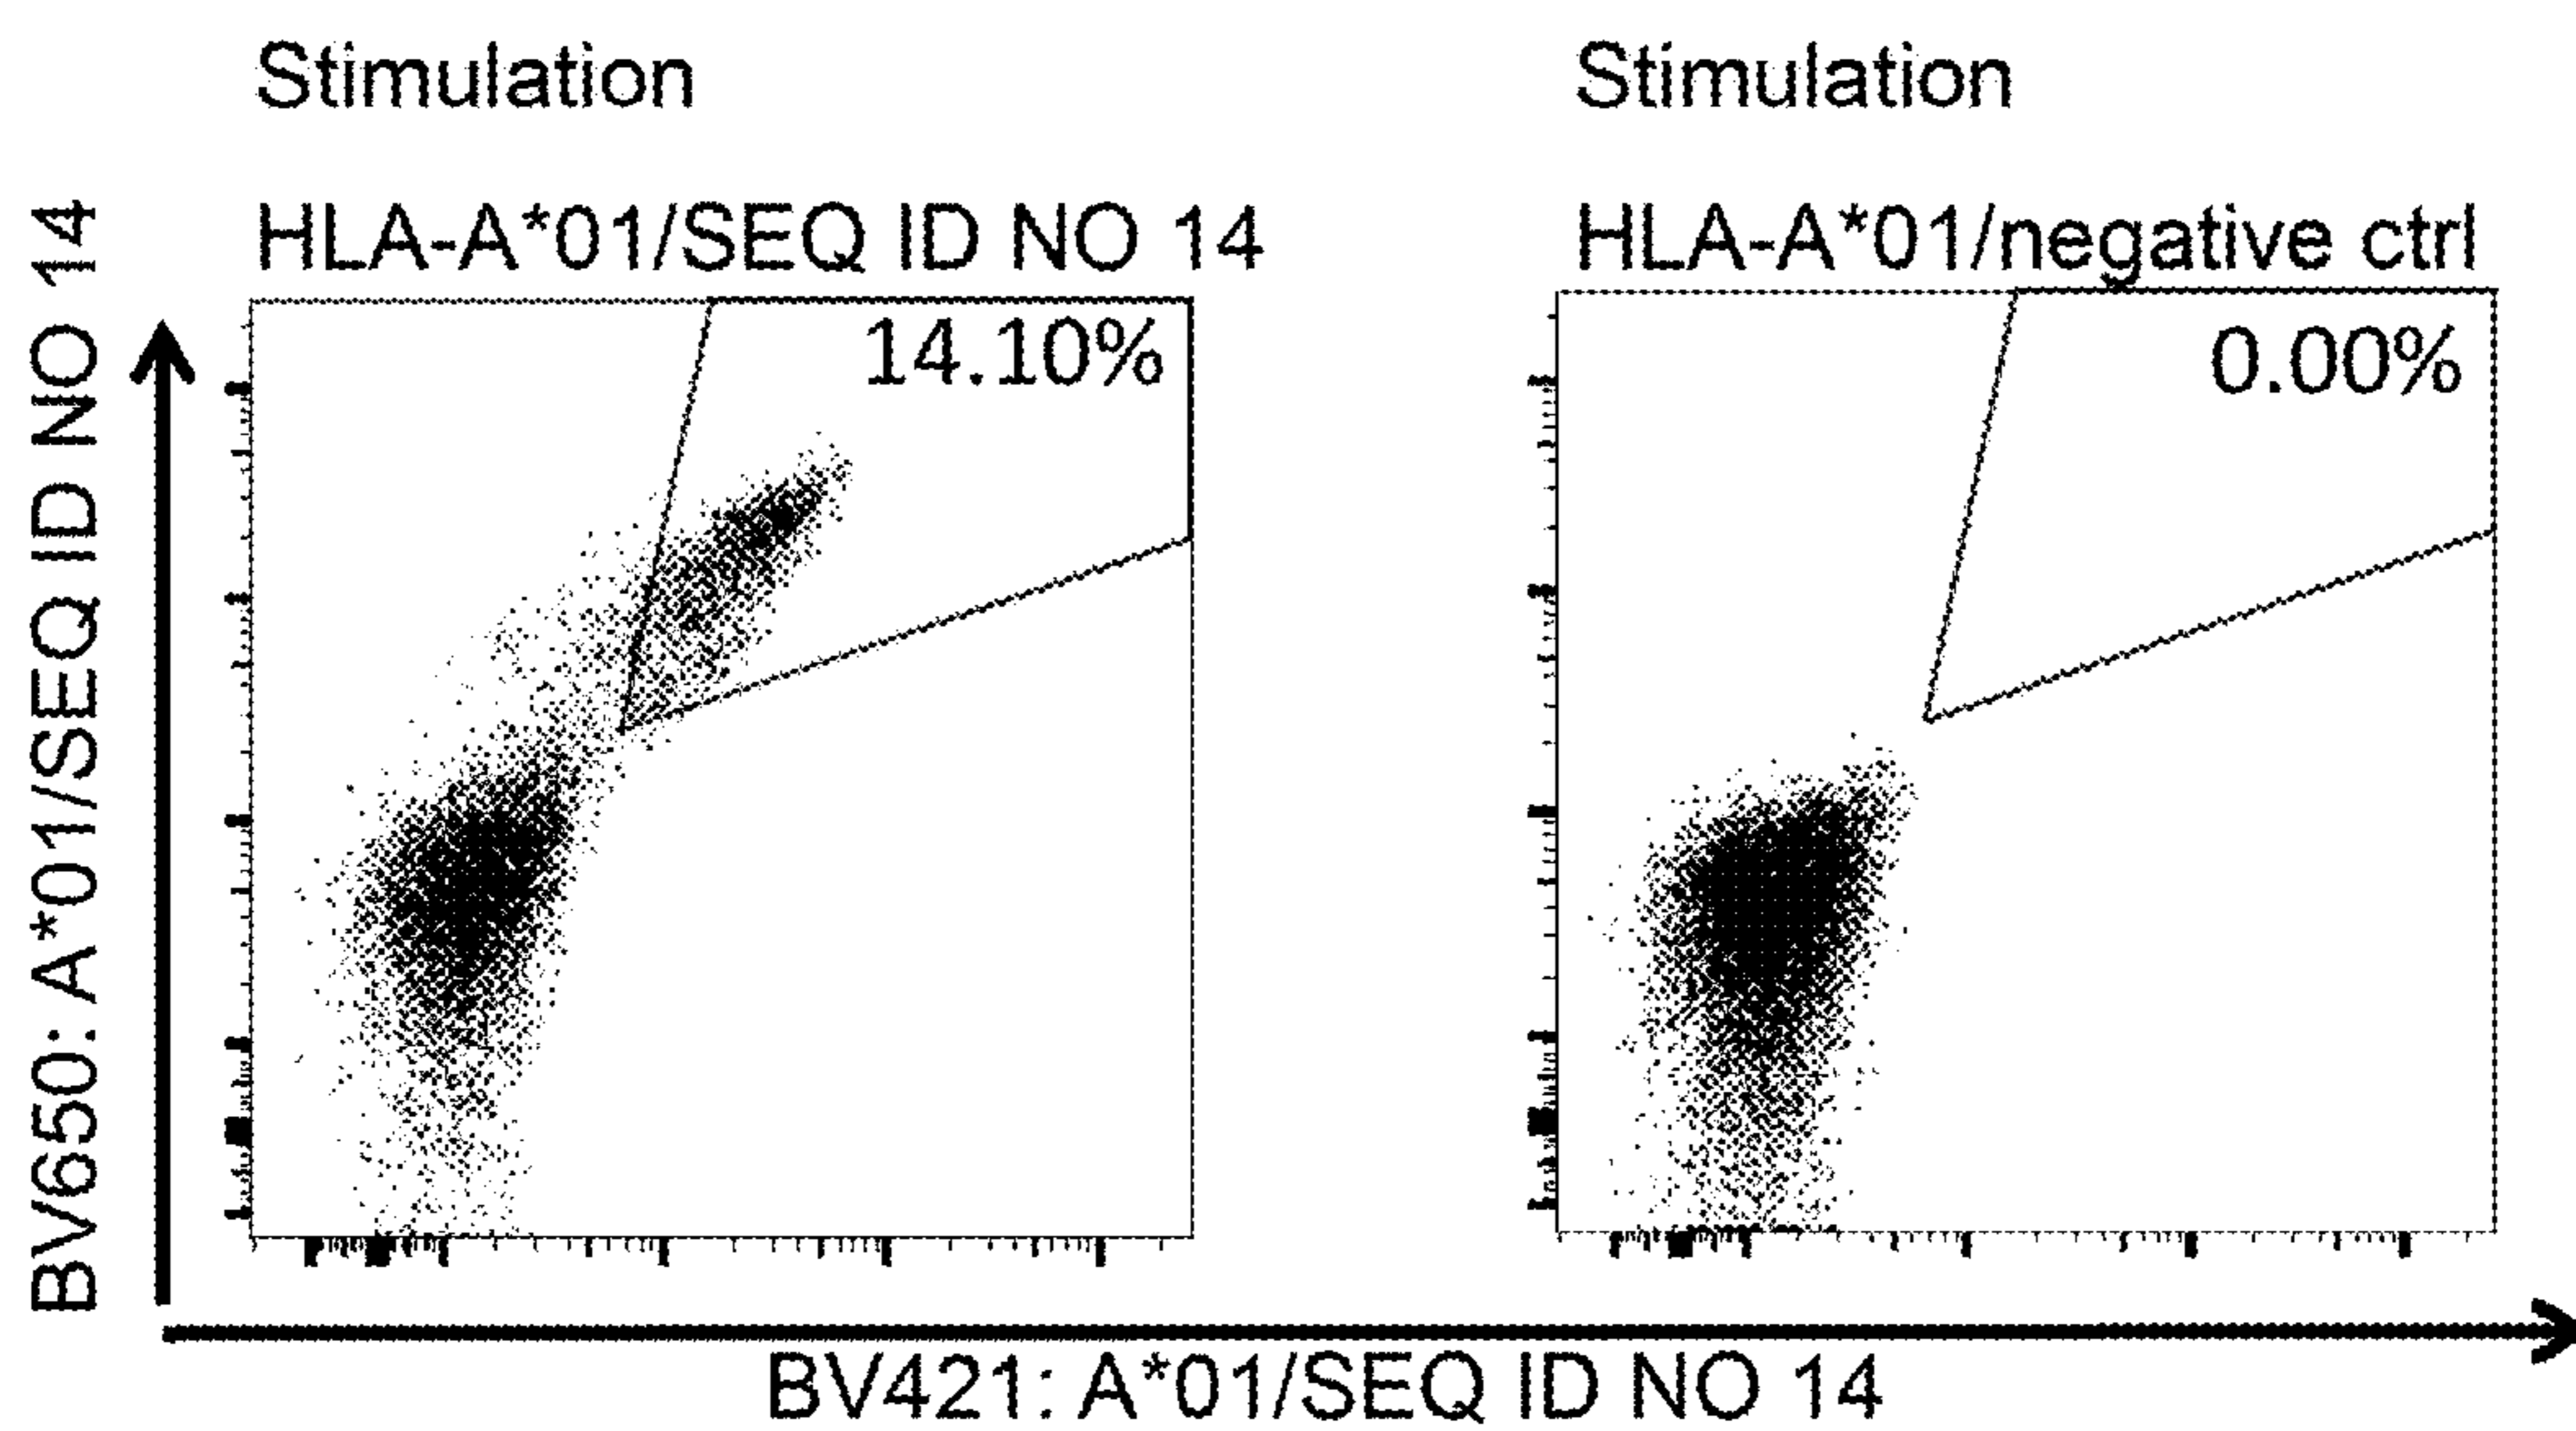 Stimulation
Stimulation
HLA-A*01/SEQ ID NO 14
HLA-A*01/negative ctrl
14.10%
0.00%
BV650: A*01/SEQ ID NO 14
BV421: A*01/SEQ ID NO 14